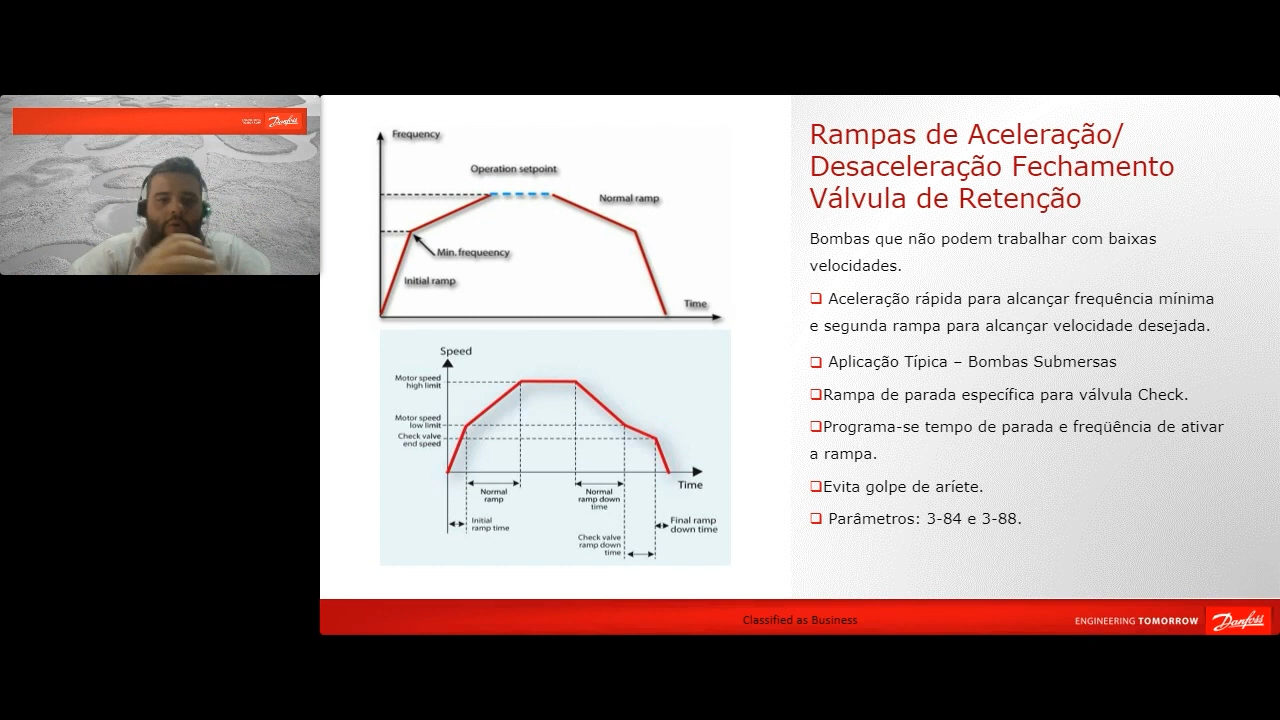 Danfoss
Frequency
Operation setpoint
Normal ramp
Min. frequeency
Initial ramp
Time
Speed
Motor speed
high limit
Motor speed
low limit
Check valve
end speed
Time
Normal
ramp
Normal
ramp down
time
Initial
ramp time
Final ramp
down time
Check valve
ramp down
time
Rampas de Aceleração/
Desaceleração Fechamento
Válvula de Retenção
Bombas que não podem trabalhar com baixas
velocidades.
❑ Aceleração rápida para alcançar frequência mínima
e segunda rampa para alcançar velocidade desejada.
❑ Aplicação Típica – Bombas Submersas
❑Rampa de parada específica para válvula Check.
❑Programa-se tempo de parada e freqüência de ativar
a rampa.
❑Evita golpe de aríete.
❑ Parâmetros: 3-84 e 3-88.
Classified as Business
ENGINEERING TOMORROW
Danfoss